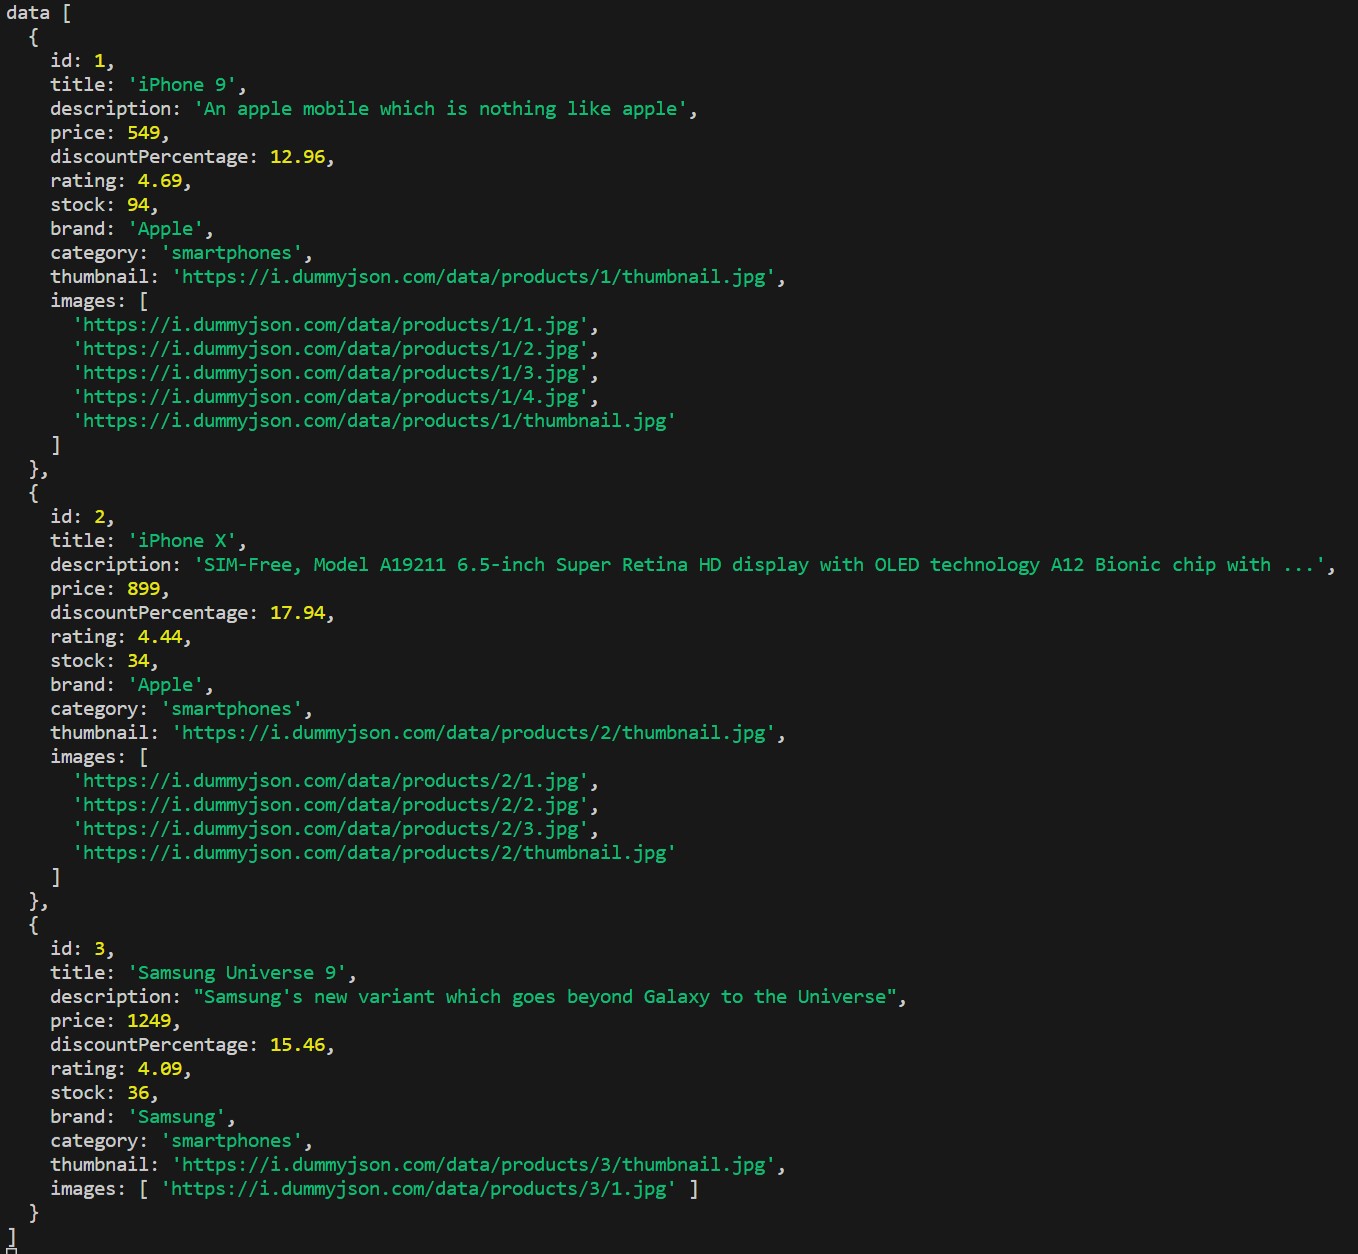 data [
  {
    id: 1,
    title: 'iPhone 9',
    description: 'An apple mobile which is nothing like apple',
    price: 549,
    discountPercentage: 12.96,
    rating: 4.69,
    stock: 94,
    brand: 'Apple',
    category: 'smartphones',
    thumbnail: 'https://i.dummyjson.com/data/products/1/thumbnail.jpg',
    images: [
      'https://i.dummyjson.com/data/products/1/1.jpg',
      'https://i.dummyjson.com/data/products/1/2.jpg',
      'https://i.dummyjson.com/data/products/1/3.jpg',
      'https://i.dummyjson.com/data/products/1/4.jpg',
      'https://i.dummyjson.com/data/products/1/thumbnail.jpg'
    ]
  },
  {
    id: 2,
    title: 'iPhone X',
    description: 'SIM-Free, Model A19211 6.5-inch Super Retina HD display with OLED technology A12 Bionic chip with ...',
    price: 899,
    discountPercentage: 17.94,
    rating: 4.44,
    stock: 34,
    brand: 'Apple',
    category: 'smartphones',
    thumbnail: 'https://i.dummyjson.com/data/products/2/thumbnail.jpg',
    images: [
      'https://i.dummyjson.com/data/products/2/1.jpg',
      'https://i.dummyjson.com/data/products/2/2.jpg',
      'https://i.dummyjson.com/data/products/2/3.jpg',
      'https://i.dummyjson.com/data/products/2/thumbnail.jpg'
    ]
  },
  {
    id: 3,
    title: 'Samsung Universe 9',
    description: "Samsung's new variant which goes beyond Galaxy to the Universe",
    price: 1249,
    discountPercentage: 15.46,
    rating: 4.09,
    stock: 36,
    brand: 'Samsung',
    category: 'smartphones',
    thumbnail: 'https://i.dummyjson.com/data/products/3/thumbnail.jpg',
    images: [ 'https://i.dummyjson.com/data/products/3/1.jpg' ]
  }
]